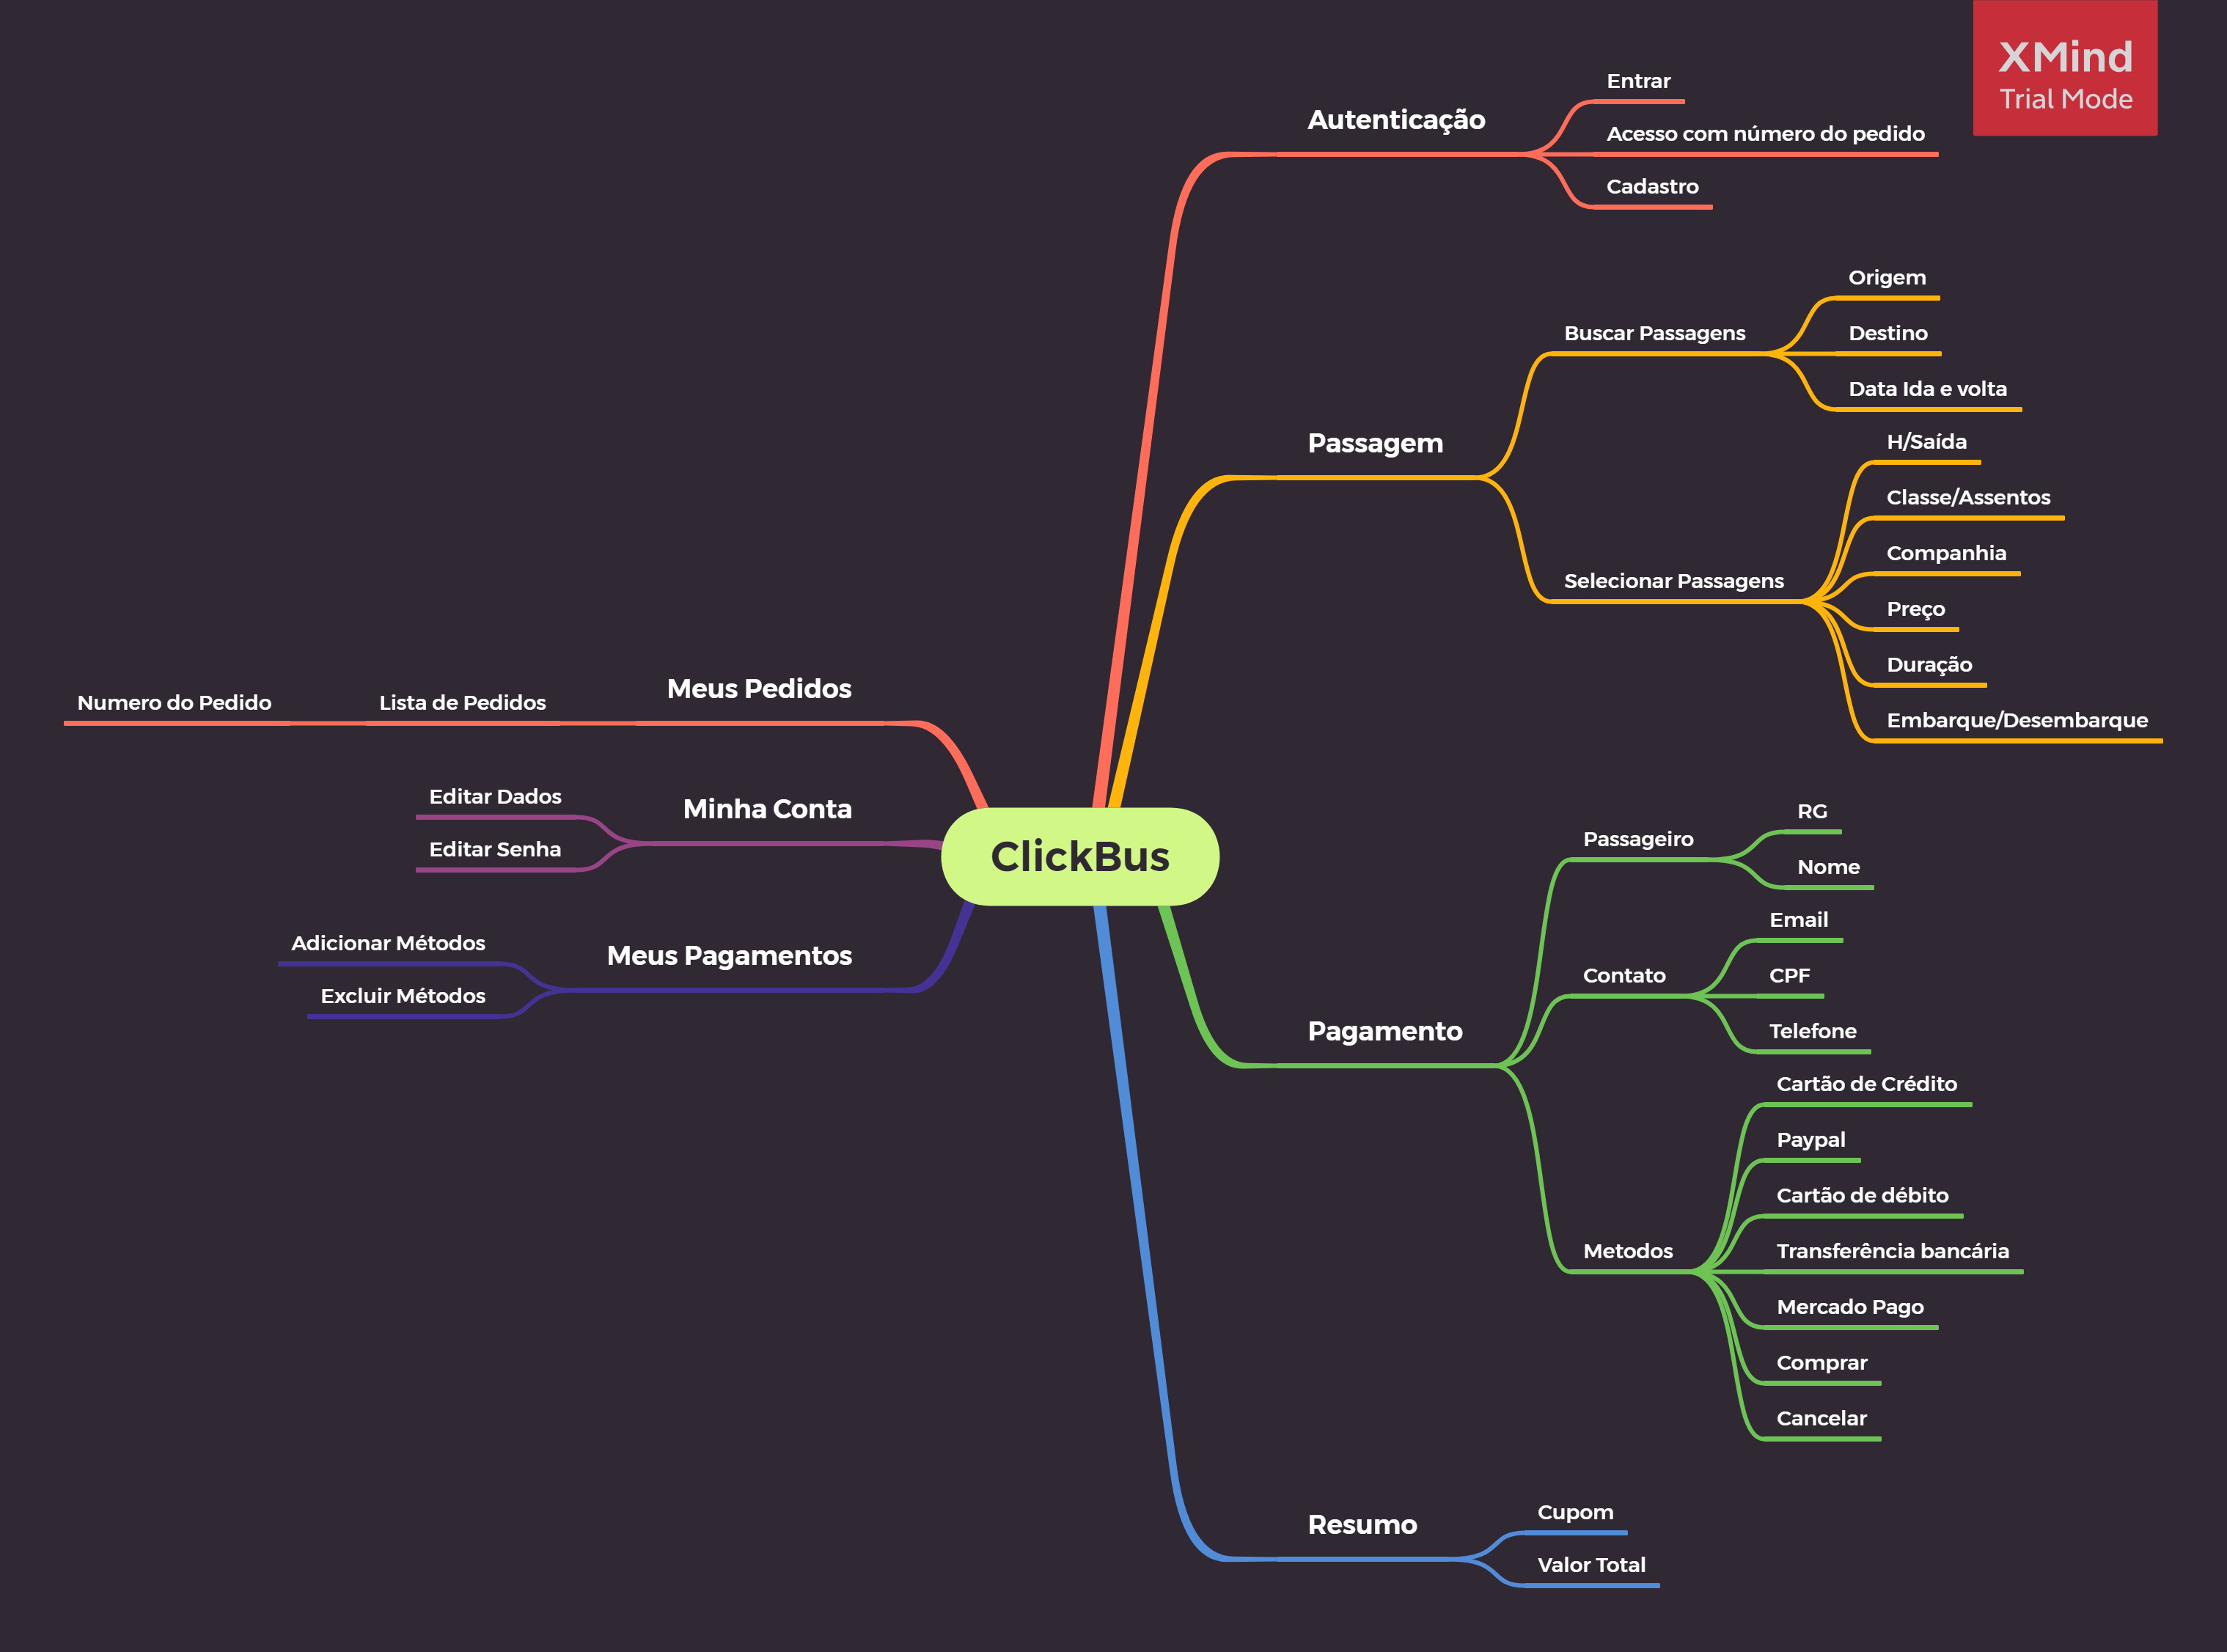 XMind
Trial Mode
Autenticação
Entrar
Acesso com número do pedido
Cadastro
Passagem
Buscar Passagens
Origem
Destino
Data Ida e volta
Selecionar Passagens
H/Saída
Classe/Assentos
Companhia
Preço
Duração
Embarque/Desembarque
Meus Pedidos
Lista de Pedidos
Numero do Pedido
Minha Conta
Editar Dados
Editar Senha
Meus Pagamentos
Adicionar Métodos
Excluir Métodos
ClickBus
Pagamento
Passageiro
RG
Nome
Contato
Email
CPF
Telefone
Metodos
Cartão de Crédito
Paypal
Cartão de débito
Transferência bancária
Mercado Pago
Comprar
Cancelar
Resumo
Cupom
Valor Total